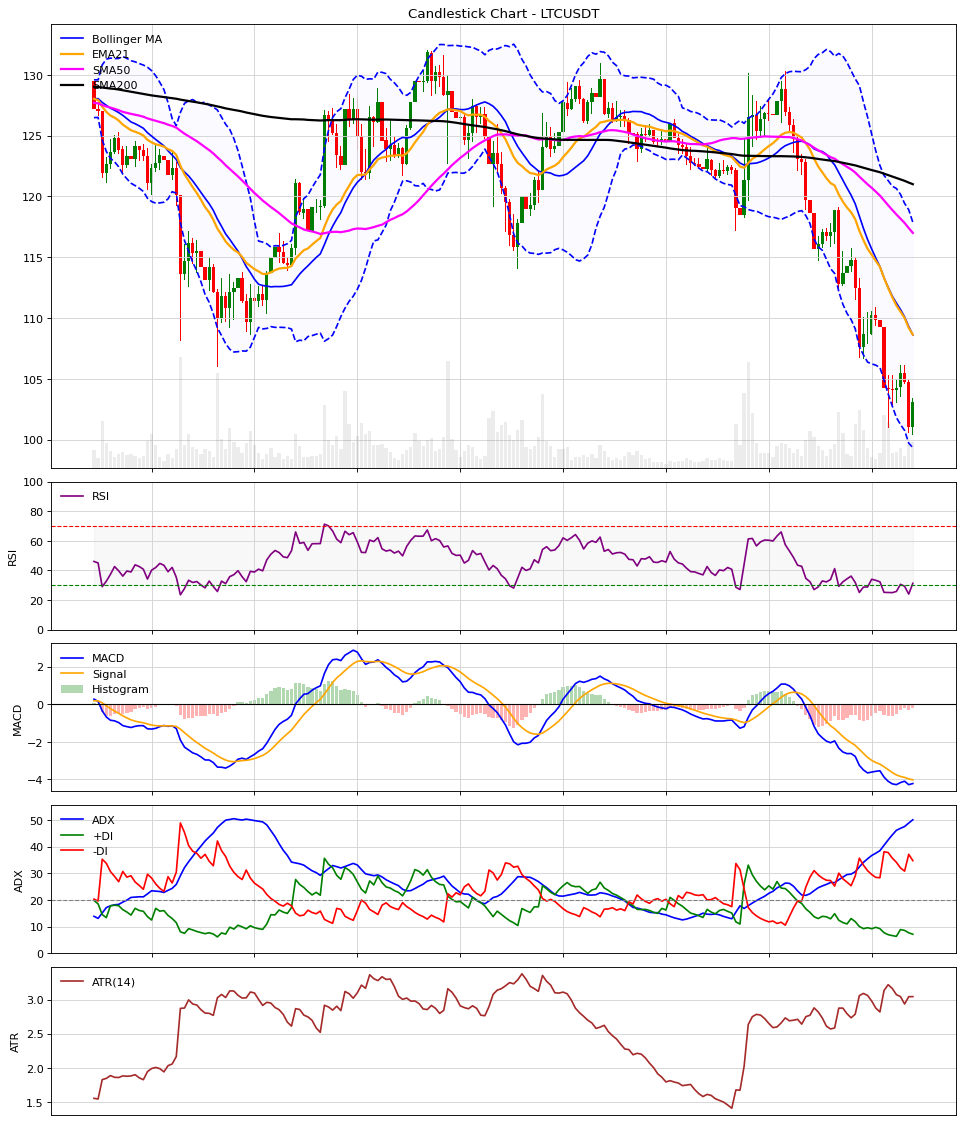 Candlestick Chart - LTCUSDT
Bollinger MA
EMA21
SMA50
SMA200
130
125
120
115
110
105
100
RSI
100
80
60
40
20
0
RSI
MACD
Signal
Histogram
2
0
−2
−4
MACD
ADX
+DI
-DI
50
40
30
20
10
0
ADX
ATR(14)
3.0
2.5
2.0
1.5
ATR